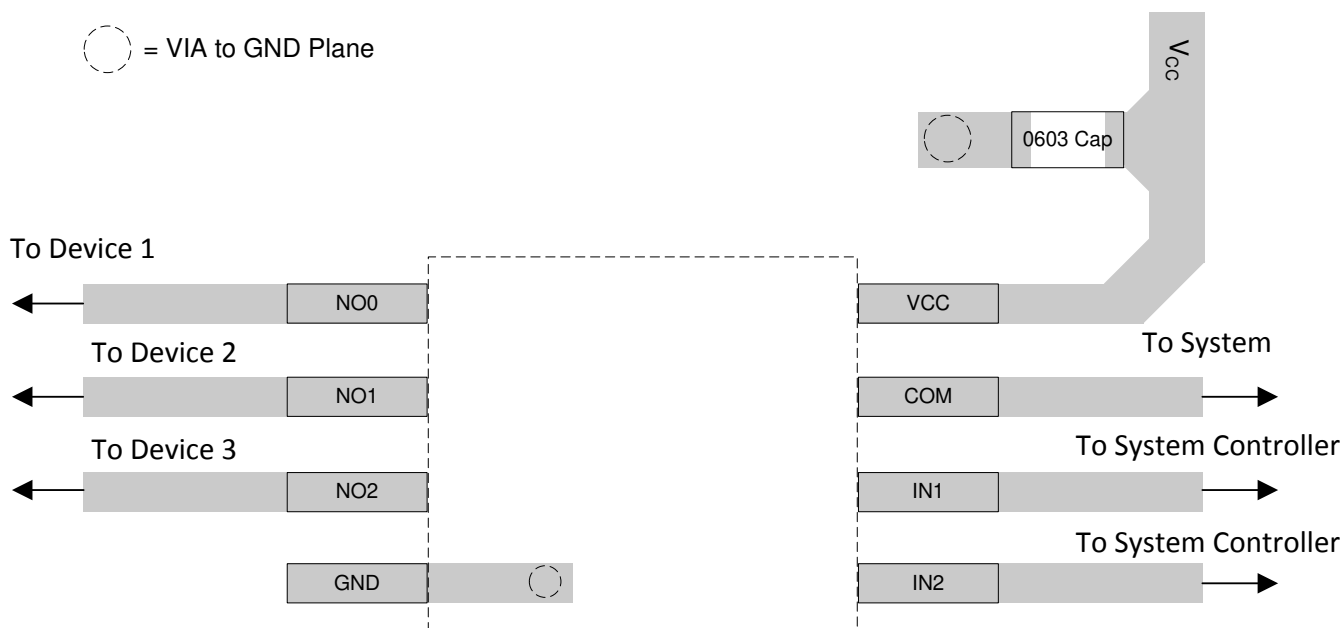 = VIA to GND Plane
VCC
0603 Cap
To Device 1
NO0
VCC
To Device 2
To System
NO1
COM
To Device 3
To System Controller
NO2
IN1
To System Controller
GND
IN2